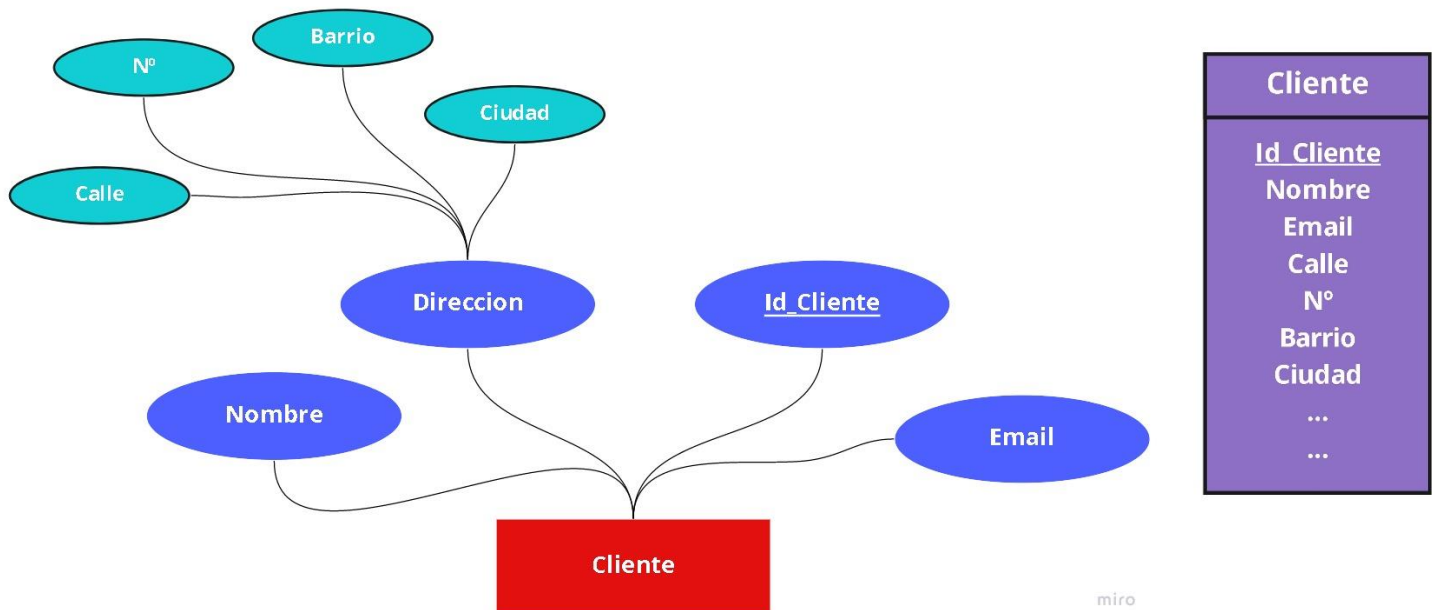 Barrio
Nº
Ciudad
Calle
Direccion
Id_Cliente
Nombre
Email
Cliente
Cliente
Id_Cliente
Nombre
Email
Calle
Nº
Barrio
Ciudad
...
...
miro